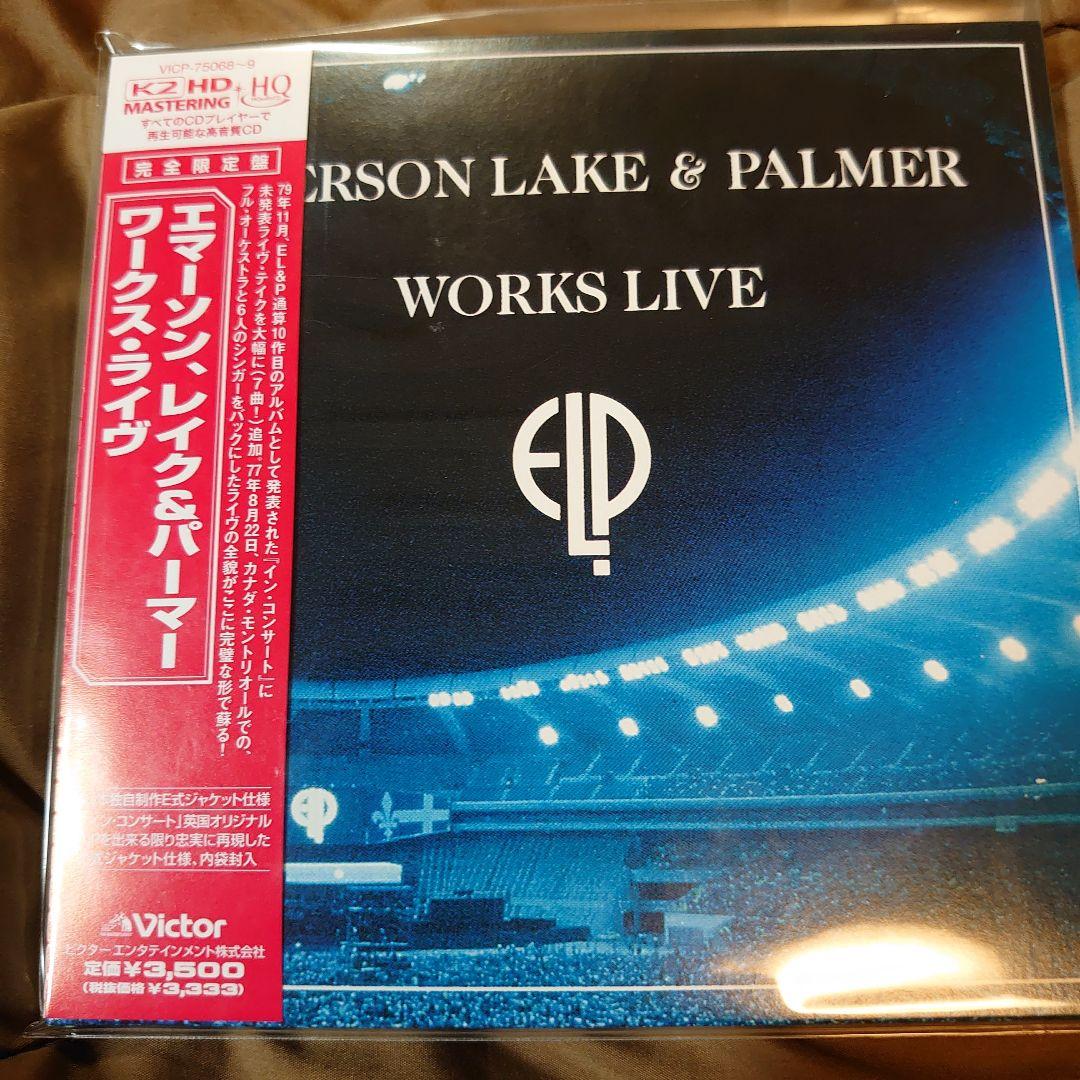 VICP-75068~9
K2 HD
MASTERING
+
HQ
すべてのCDプレイヤーで
再生可能な高音質CD
完全限定盤
エマーソン、レイク&パーマー
ワークス・ライヴ
79年11月、EL&P通算10作目のアルバムとして発表された『イン・コンサート』に
未発表ライヴ・テイクを大幅に(7曲!)追加。77年8月22日、カナダ・モントリオールでの、
フル・オーケストラと6人のシンガーをバックにしたライヴの全貌がここに完璧な形で蘇る!
独自制作E式ジャケット仕様
ン・コンサート」英国オリジナル
を出来る限り忠実に再現した
ジャケット仕様、内袋封入
Victor
ビクターエンタテインメント株式会社
定価¥3,500
(税抜価格 ¥3,333)
ERSON LAKE & PALMER
WORKS LIVE
ELP